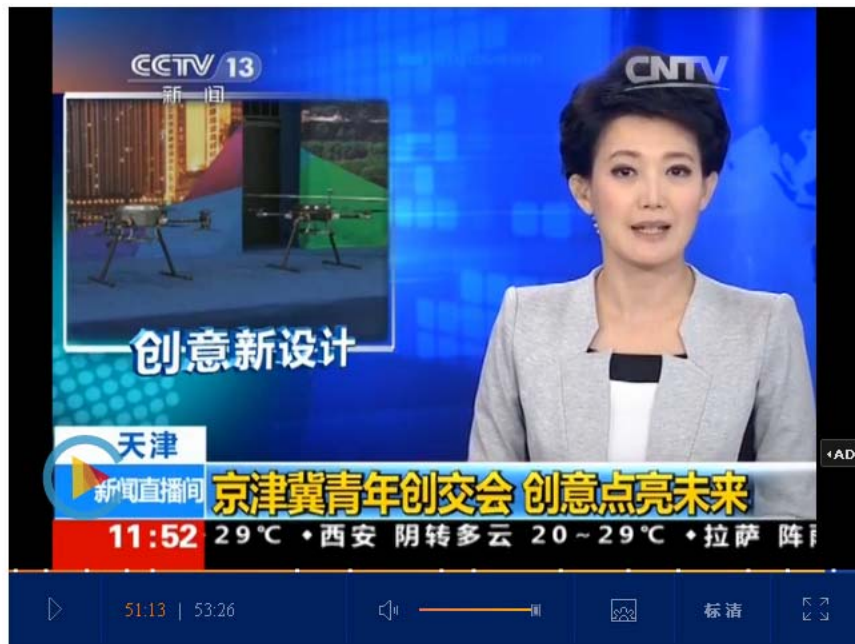 CCTV 13
新闻
CNTV
创意新设计
天津
新闻直播间
京津冀青年创交会 创意点亮未来
11:52
29℃ •西安 阴转多云 20~29℃ •拉萨 阵
AD
51:13 | 53:26
标清